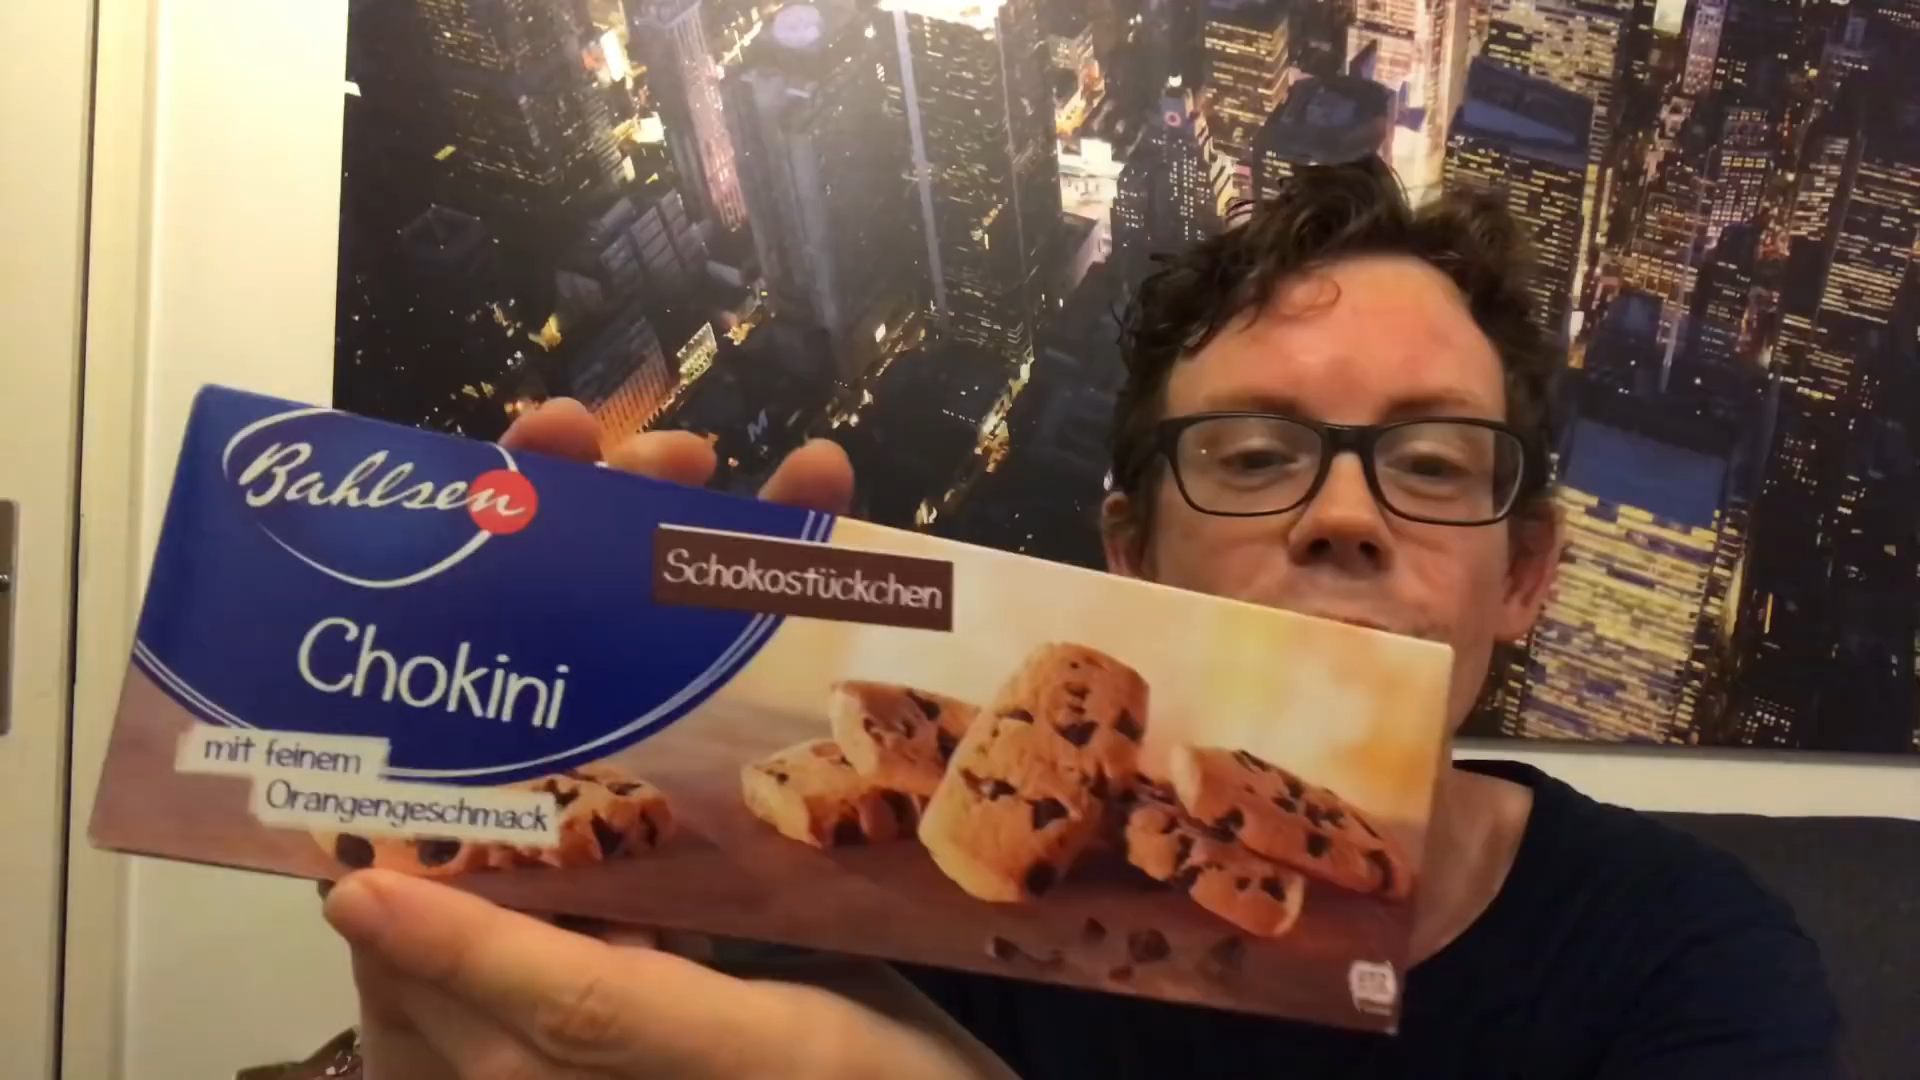 Bahlsen
Schokostückchen
Chokini
mit feinem
Orangengeschmack